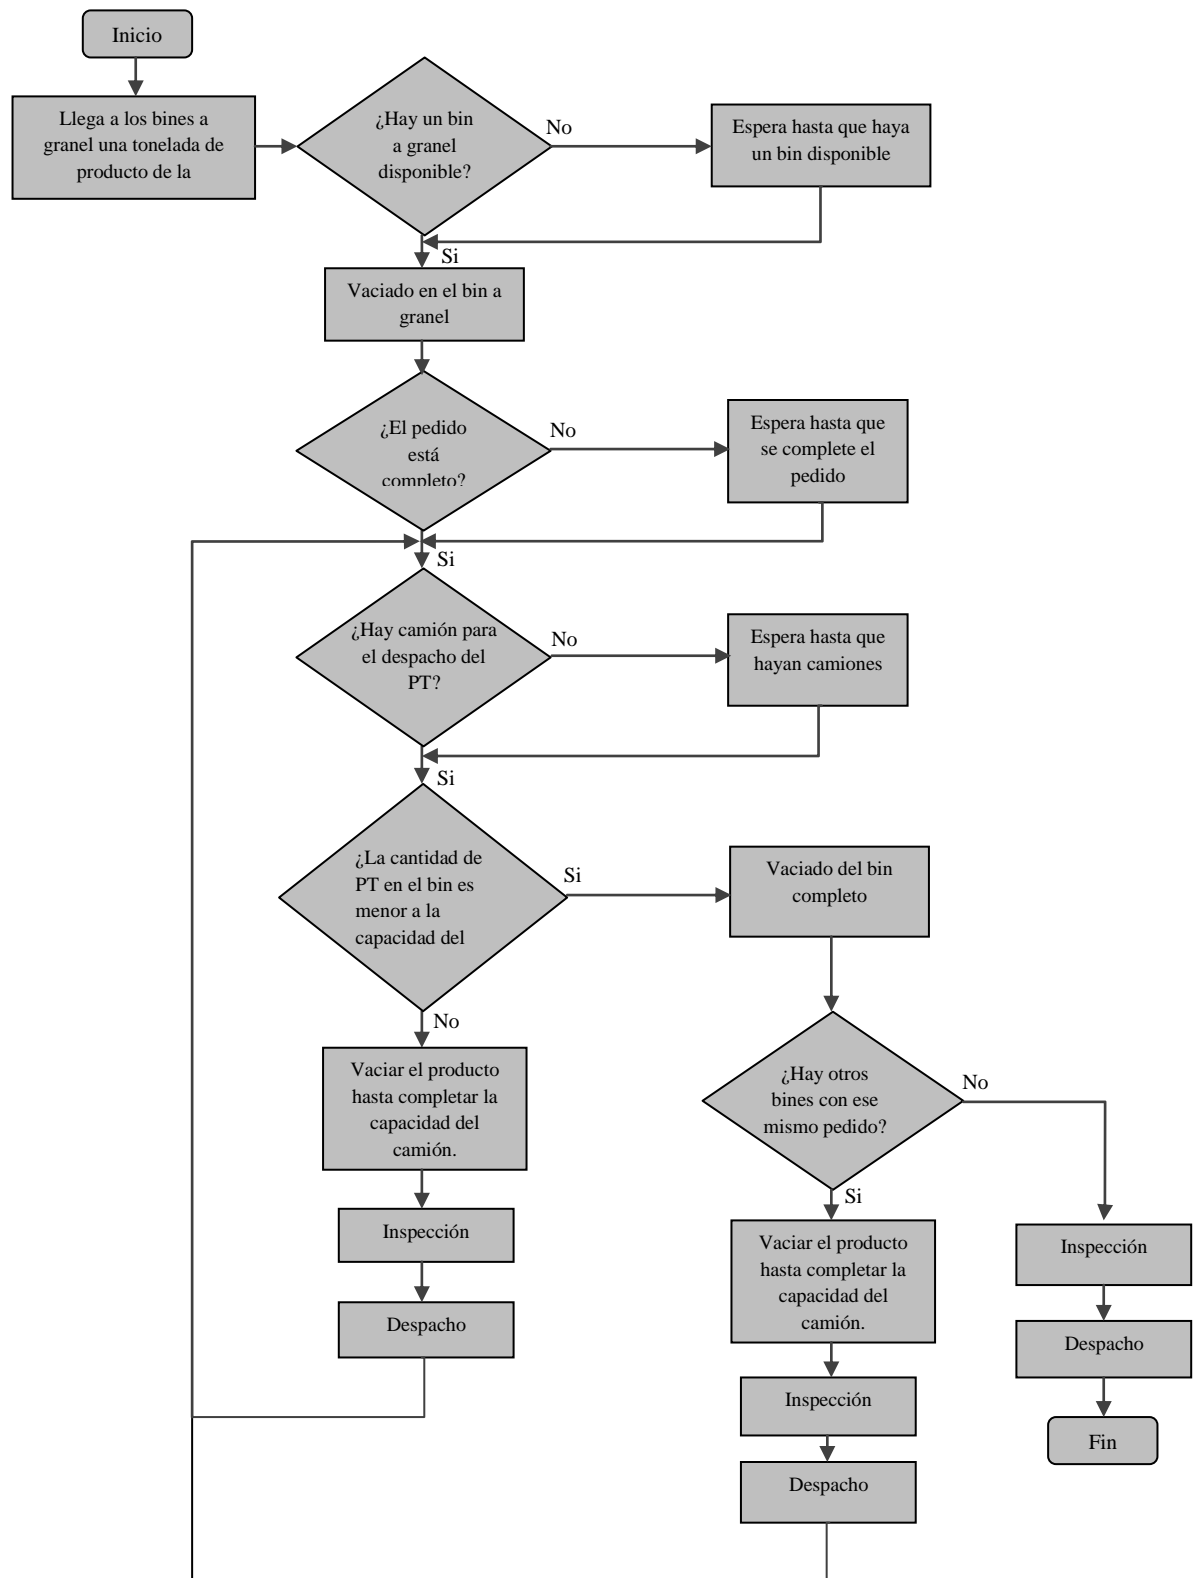 Inicio
Llega a los bines a
granel una tonelada de
producto de la
¿Hay un bin
a granel
disponible?
No
Espera hasta que haya
un bin disponible
Si
Vaciado en el bin a
granel
¿El pedido
está
completo?
No
Espera hasta que
se complete el
pedido
Si
¿Hay camión para
el despacho del
PT?
No
Espera hasta que
hayan camiones
Si
¿La cantidad de
PT en el bin es
menor a la
capacidad del
Si
Vaciado del bin
completo
No
Vaciar el producto
hasta completar la
capacidad del
camión.
Inspección
Despacho
¿Hay otros
bines con ese
mismo pedido?
No
Si
Vaciar el producto
hasta completar la
capacidad del
camión.
Inspección
Despacho
Inspección
Despacho
Fin